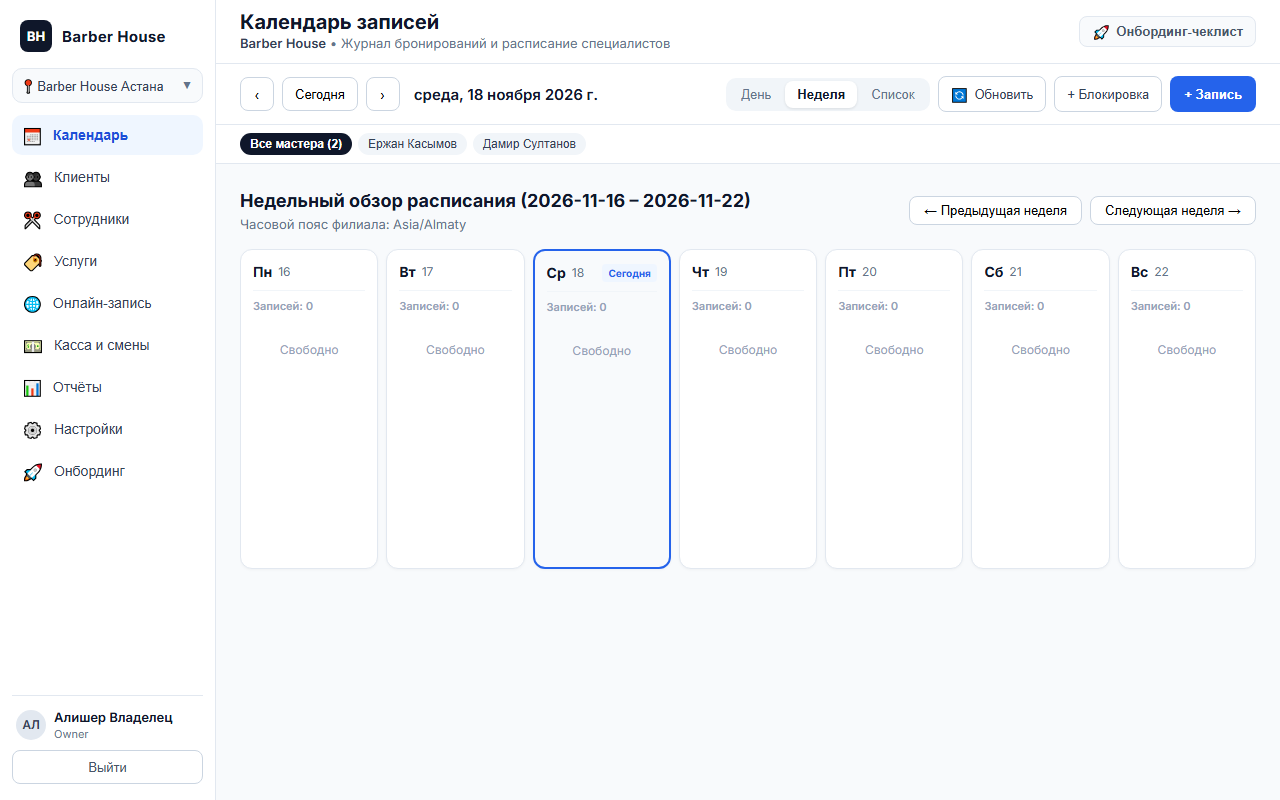 BH Barber House
Barber House Астана
Календарь
Клиенты
Сотрудники
Услуги
Онлайн-запись
Касса и смены
Отчёты
Настройки
Онбординг
АЛ
Алишер Владелец
Owner
Выйти
Календарь записей
Barber House • Журнал бронирований и расписание специалистов
Онбординг-чеклист
‹ Сегодня › среда, 18 ноября 2026 г.
День Неделя Список
Обновить
+ Блокировка
+ Запись
Все мастера (2) Ержан Касымов Дамир Султанов
Недельный обзор расписания (2026-11-16 – 2026-11-22)
Часовой пояс филиала: Asia/Almaty
← Предыдущая неделя
Следующая неделя →
Пн 16
Записей: 0
Свободно
Вт 17
Записей: 0
Свободно
Ср 18 Сегодня
Записей: 0
Свободно
Чт 19
Записей: 0
Свободно
Пт 20
Записей: 0
Свободно
Сб 21
Записей: 0
Свободно
Вс 22
Записей: 0
Свободно